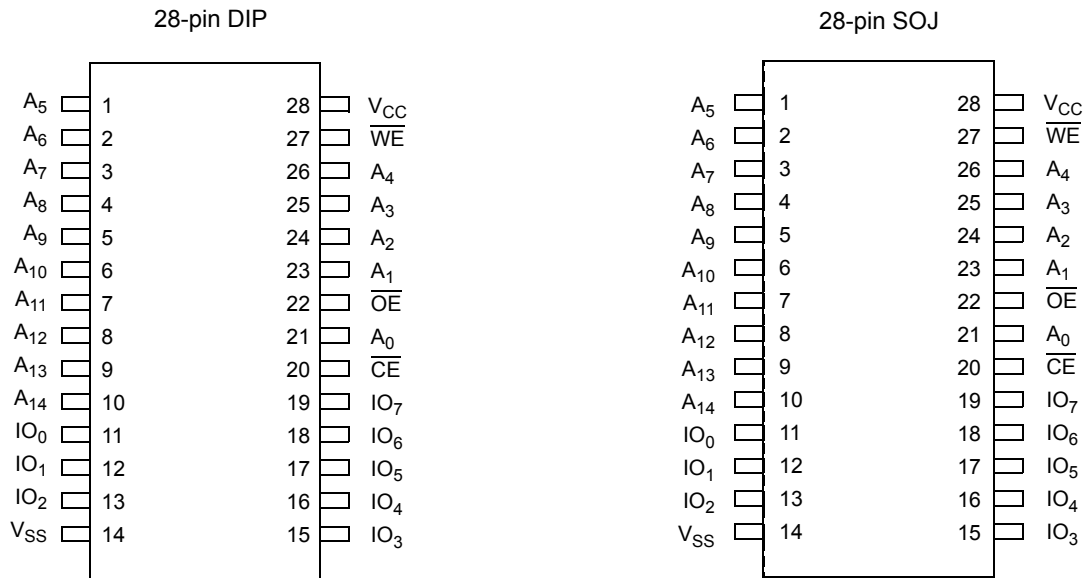 28-pin DIP 28-pin SOJ
A5 1 28 VCC A5 1 28 VCC
A6 2 27 WE A6 2 27 WE
A7 3 26 A4 A7 3 26 A4
A8 4 25 A3 A8 4 25 A3
A9 5 24 A2 A9 5 24 A2
A10 6 23 A1 A10 6 23 A1
A11 7 22 OE A11 7 22 OE
A12 8 21 A0 A12 8 21 A0
A13 9 20 CE A13 9 20 CE
A14 10 19 IO7 A14 10 19 IO7
IO0 11 18 IO6 IO0 11 18 IO6
IO1 12 17 IO5 IO1 12 17 IO5
IO2 13 16 IO4 IO2 13 16 IO4
VSS 14 15 IO3 VSS 14 15 IO3